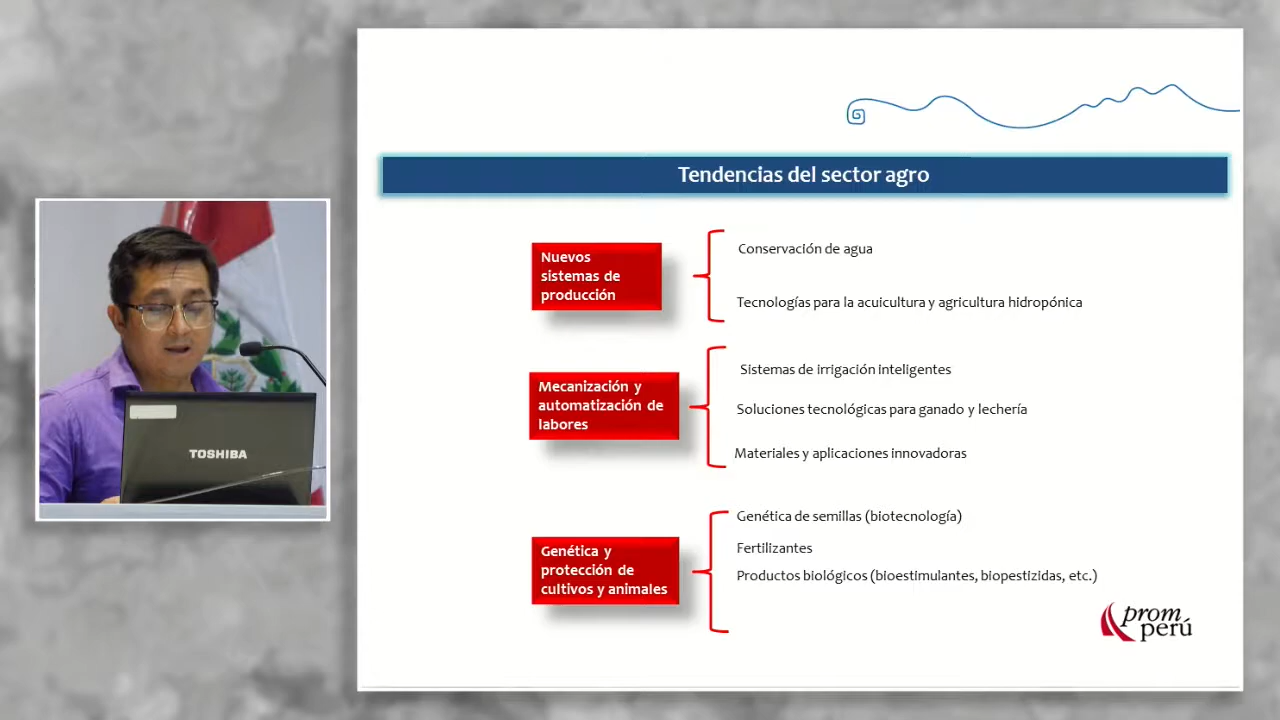 Tendencias del sector agro
Nuevos
sistemas de
producción
Conservación de agua
Tecnologías para la acuicultura y agricultura hidropónica
Mecanización y
automatización de
labores
Sistemas de irrigación inteligentes
Soluciones tecnológicas para ganado y lechería
Materiales y aplicaciones innovadoras
Genética y
protección de
cultivos y animales
Genética de semillas (biotecnología)
Fertilizantes
Productos biológicos (bioestimulantes, biopestizidas, etc.)
prom
perú
TOSHIBA